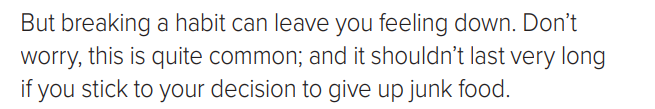 But breaking a habit can leave you feeling down. Don’t
worry, this is quite common; and it shouldn’t last very long
if you stick to your decision to give up junk food.